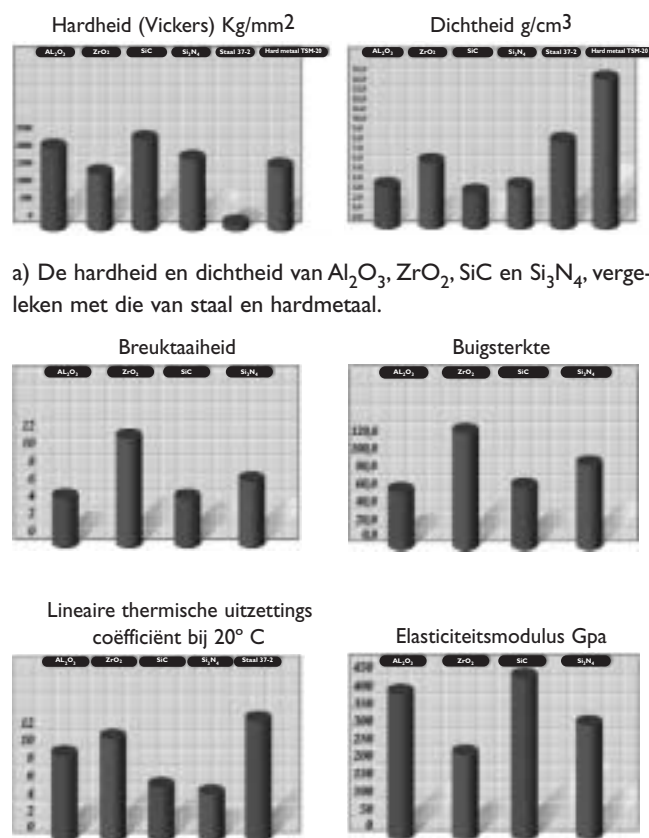 Hardheid (Vickers) Kg/mm2
Dichtheid g/cm3
AL2O3 ZrO2 SiC Si3N4 Staal 37-2 Hard metaal TSM-20
AL2O3 ZrO2 SiC Si3N4 Staal 37-2 Hard metaal TSM-20
a) De hardheid en dichtheid van Al2O3, ZrO2, SiC en Si3N4, verge-
leken met die van staal en hardmetaal.
Breuktaaiheid
Buigsterkte
AL2O3 ZrO2 SiC Si3N4
AL2O3 ZrO2 SiC Si3N4
12
10
8
6
4
2
0
120,0
100,0
80,0
60,0
40,0
20,0
0,0
Lineaire thermische uitzettings
coëfficiënt bij 20º C
Elasticiteitsmodulus Gpa
AL2O3 ZrO2 SiC Si3N4 Staal 37-2
AL2O3 ZrO2 SiC Si3N4
12
10
8
6
4
2
0
450
400
350
300
250
200
150
100
50
0